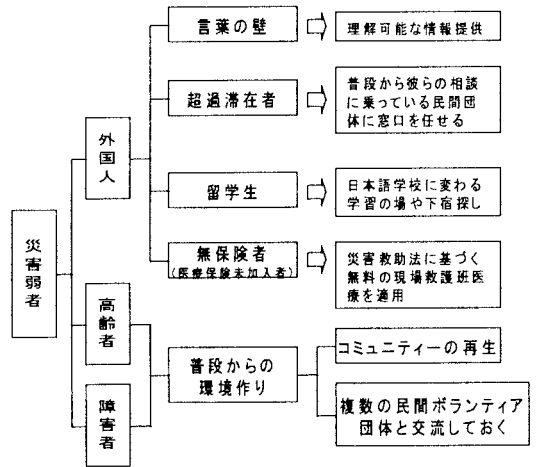 言葉の壁
理解可能な情報提供
超過滞在者
普段から彼らの相談
に乗っている民間団
体に窓口を任せる
外国人
留学生
日本語学校に変わる
学習の場や下宿探し
災害弱者
無保険者
(医療保険未加入者)
災害救助法に基づく
無料の現場救護班医
療を適用
高齢者
普段からの
環境作り
コミュニティーの再生
障害者
複数の民間ボランティア
団体と交流しておく